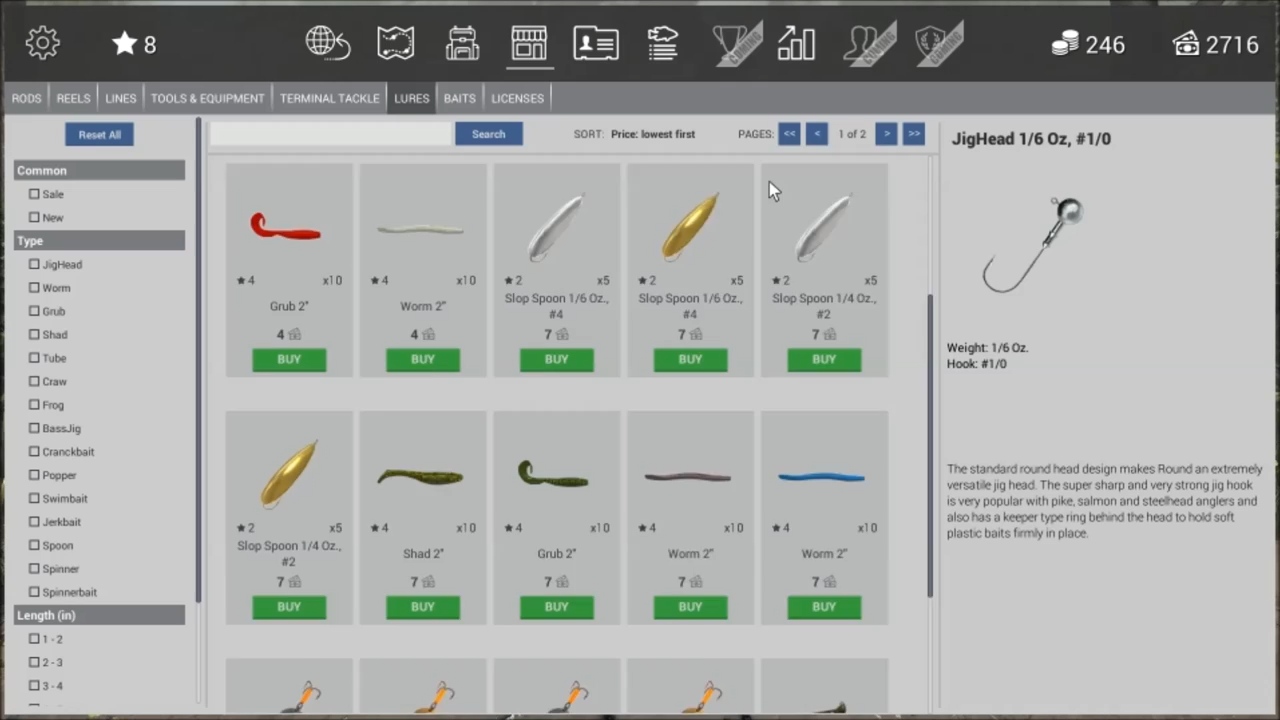 8
COMING
COMING
COMING
246
2716
RODS REELS LINES TOOLS & EQUIPMENT TERMINAL TACKLE LURES BAITS LICENSES
Reset All
Common
Sale
New
Type
JigHead
Worm
Grub
Shad
Tube
Craw
Frog
BassJig
Cranckbait
Popper
Swimbait
Jerkbait
Spoon
Spinner
Spinnerbait
Length (in)
1 - 2
2 - 3
3 - 4
Search
SORT: Price: lowest first
PAGES: << < 1 of 2 > >>
4 x10
Grub 2"
4
BUY
4 x10
Worm 2"
4
BUY
2 x5
Slop Spoon 1/6 Oz.,
#4
7
BUY
2 x5
Slop Spoon 1/6 Oz.,
#4
7
BUY
2 x5
Slop Spoon 1/4 Oz.,
#2
7
BUY
2 x5
Slop Spoon 1/4 Oz.,
#2
7
BUY
4 x10
Shad 2"
7
BUY
4 x10
Grub 2"
7
BUY
4 x10
Worm 2"
7
BUY
4 x10
Worm 2"
7
BUY
JigHead 1/6 Oz, #1/0
Weight: 1/6 Oz.
Hook: #1/0
The standard round head design makes Round an extremely
versatile jig head. The super sharp and very strong jig hook
is very popular with pike, salmon and steelhead anglers and
also has a keeper type ring behind the head to hold soft
plastic baits firmly in place.